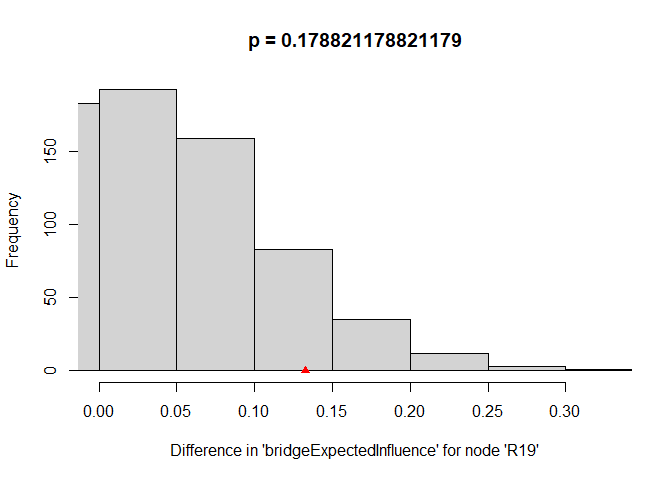 p = 0.178821178821179
Frequency
150
100
50
0
0.00 0.05 0.10 0.15 0.20 0.25 0.30
Difference in 'bridgeExpectedInfluence' for node 'R19'